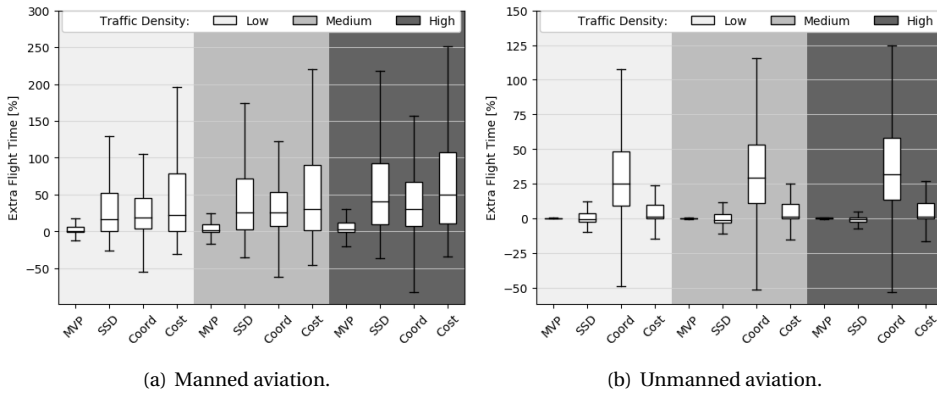 Traffic Density: Low Medium High
Extra Flight Time [%]
300
250
200
150
100
50
0
−50
MVP SSD Coord Cost MVP SSD Coord Cost MVP SSD Coord Cost
(a) Manned aviation.
Traffic Density: Low Medium High
Extra Flight Time [%]
150
125
100
75
50
25
0
−25
−50
MVP SSD Coord Cost MVP SSD Coord Cost MVP SSD Coord Cost
(b) Unmanned aviation.